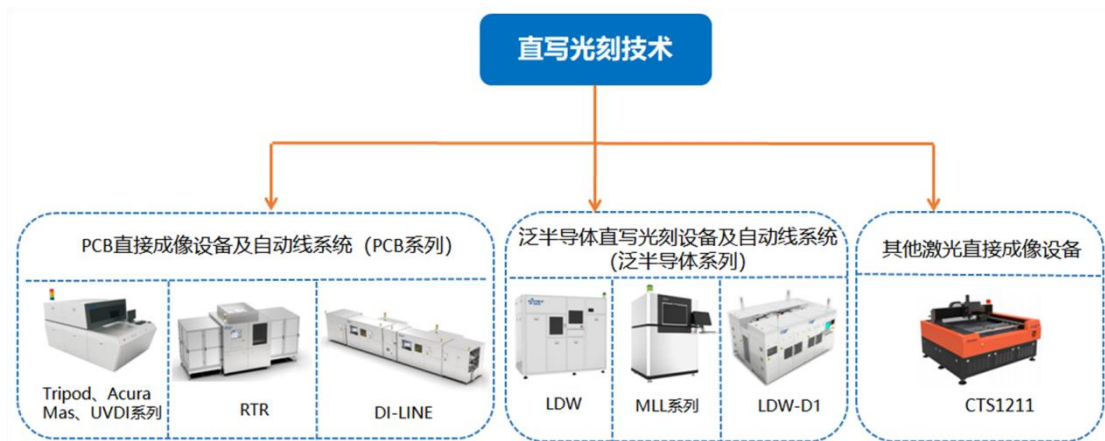 直写光刻技术
PCB直接成像设备及自动线系统（PCB系列）
Tripod、Acura
Mas、UVDI系列
RTR
DI-LINE
泛半导体直写光刻设备及自动线系统
(泛半导体系列)
LDW
MLL系列
LDW-D1
其他激光直接成像设备
CTS1211